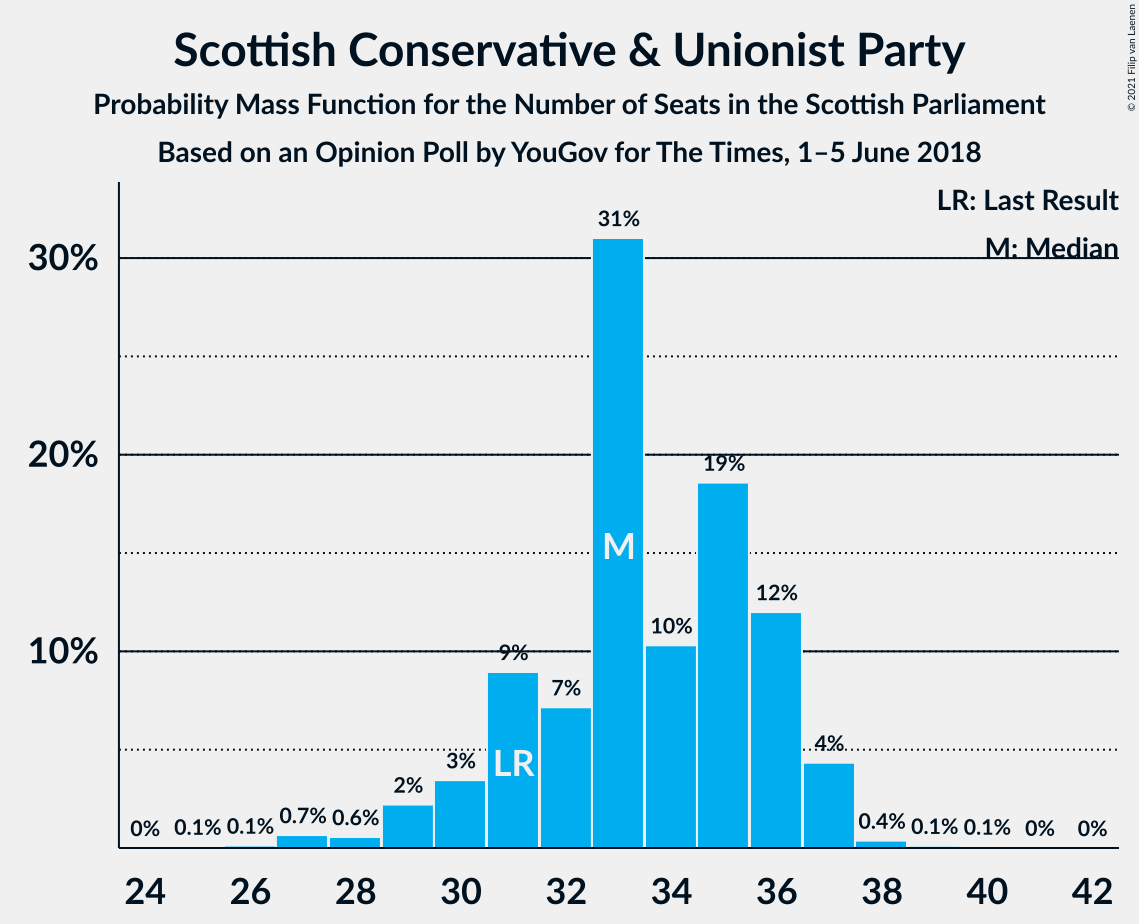 Scottish Conservative & Unionist Party
Probability Mass Function for the Number of Seats in the Scottish Parliament
Based on an Opinion Poll by YouGov for The Times, 1–5 June 2018
© 2021 Filip van Laenen
LR: Last Result
M: Median
30%
20%
10%
0%
0.1%
0.1%
0.7%
0.6%
2%
3%
9%
7%
31%
10%
19%
12%
4%
0.4%
0.1%
0.1%
0%
0%
LR
M
24 26 28 30 32 34 36 38 40 42